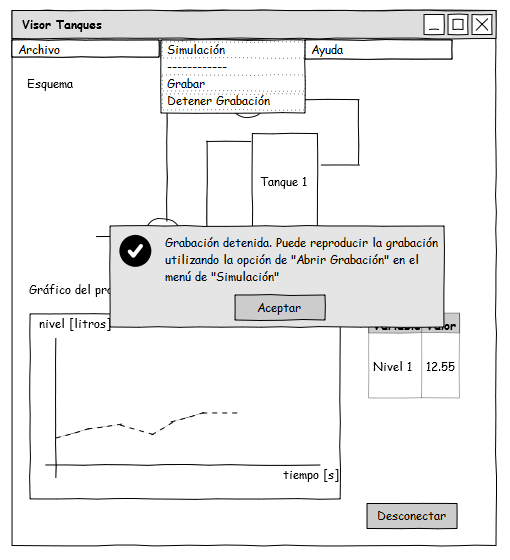 Visor Tanques
Archivo
Simulación
Ayuda
------------
Grabar
Detener Grabación
Esquema
Tanque 1
Grabación detenida. Puede reproducir la grabación
utilizando la opción de "Abrir Grabación" en el
menú de "Simulación"
Aceptar
Gráfico del pro
nivel [litros]
Variable Valor
Nivel 1 12.55
tiempo [s]
Desconectar